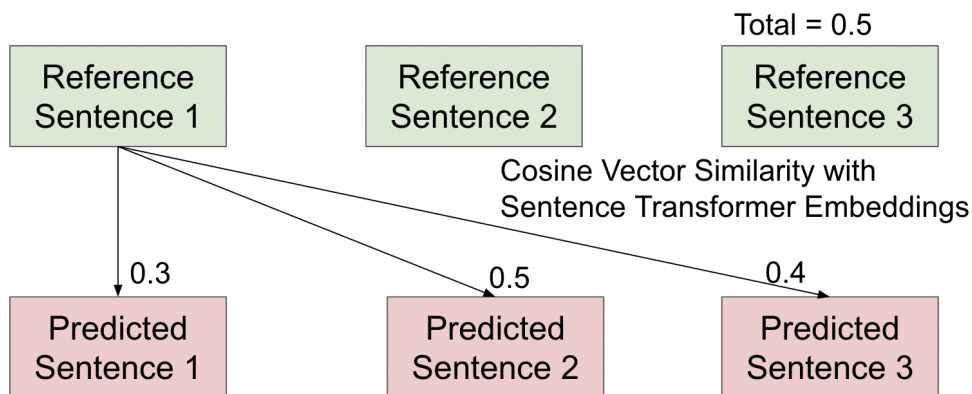 Total = 0.5
Reference
Sentence 1
Reference
Sentence 2
Reference
Sentence 3
Cosine Vector Similarity with
Sentence Transformer Embeddings
0.3
0.5
0.4
Predicted
Sentence 1
Predicted
Sentence 2
Predicted
Sentence 3